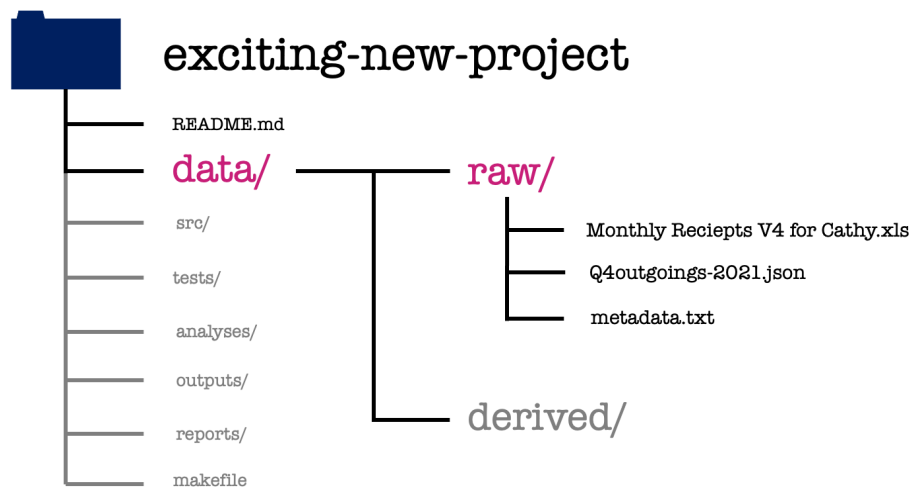 exciting-new-project
README.md
data/
raw/
src/
Monthly Reciepts V4 for Cathy.xls
Q4outgoings-2021.json
tests/
metadata.txt
analyses/
outputs/
derived/
reports/
makefile